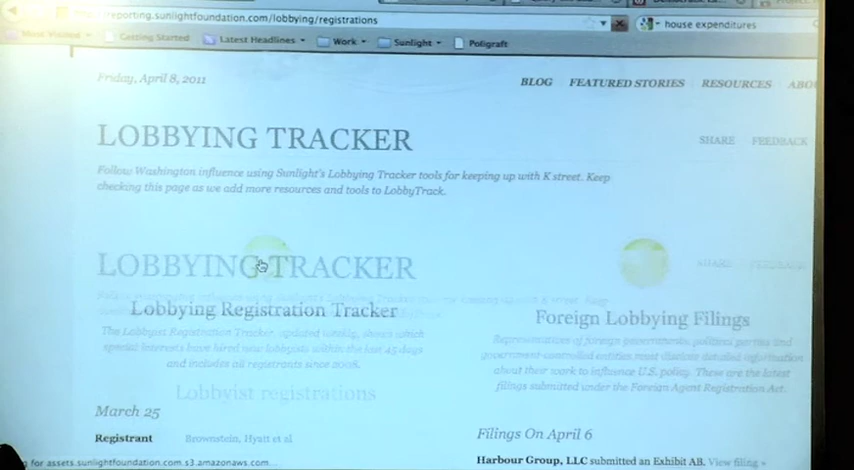 reporting.sunlightfoundation.com/lobbying/registrations
house expenditures
Most Visited Getting Started Latest Headlines Work Sunlight Poligraft
Friday, April 8, 2011
BLOG FEATURED STORIES RESOURCES ABO
LOBBYING TRACKER
SHARE FEEDBACK
Follow Washington influence using Sunlight's Lobbying Tracker tools for keeping up with K street. Keep
checking this page as we add more resources and tools to LobbyTrack.
LOBBYING TRACKER
SHARE FEEDBACK
Lobbying Registration Tracker
Foreign Lobbying Filings
The Lobbyist Registration Tracker, updated weekly, shows which
special interests have hired new lobbyists within the last 45 days
and includes all registrants since 2008.
Representatives of foreign governments, political parties and
government-controlled entities must disclose detailed information
about their work to influence U.S. policy. These are the latest
filings submitted under the Foreign Agent Registration Act.
Lobbyist registrations
March 25
Filings On April 6
Registrant Brownstein, Hyatt et al
Harbour Group, LLC submitted an Exhibit AB. View filing »
for assets.sunlightfoundation.com.s3.amazonaws.com...